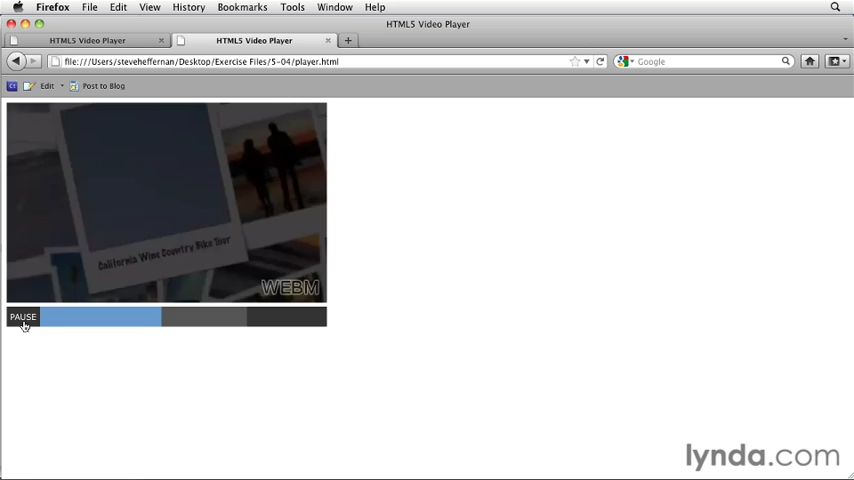 Firefox File Edit View History Bookmarks Tools Window Help
HTML5 Video Player
HTML5 Video Player HTML5 Video Player
file:///Users/steveheffernan/Desktop/Exercise Files/5-04/player.html Google
Edit Post to Blog
California Wine Country Bike Tour
WEBM
PAUSE
lynda.com